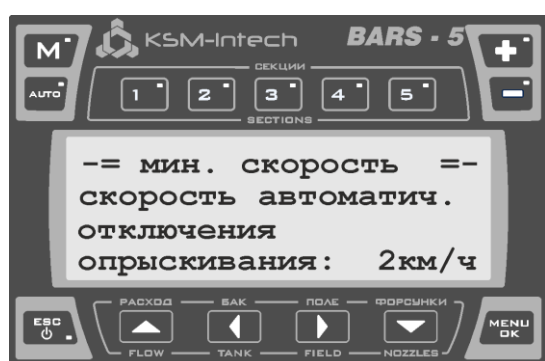 M KSM-Intech BARS - 5 +
AUTO СЕКЦИИ -
1 2 3 4 5
SECTIONS
-= мин. скорость =-
скорость автоматич.
отключения
опрыскивания: 2км/ч
ESC РАСХОД БАК ПОЛЕ ФОРСУНКИ MENU OK
FLOW TANK FIELD NOZZLES